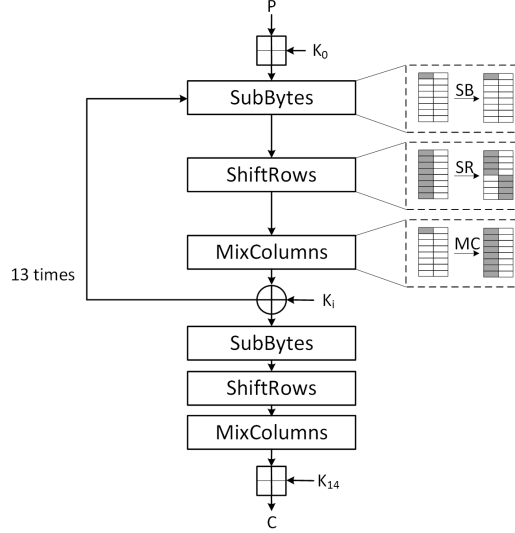 P
K0
SubBytes
SB
ShiftRows
SR
MixColumns
MC
13 times
Ki
SubBytes
ShiftRows
MixColumns
K14
C